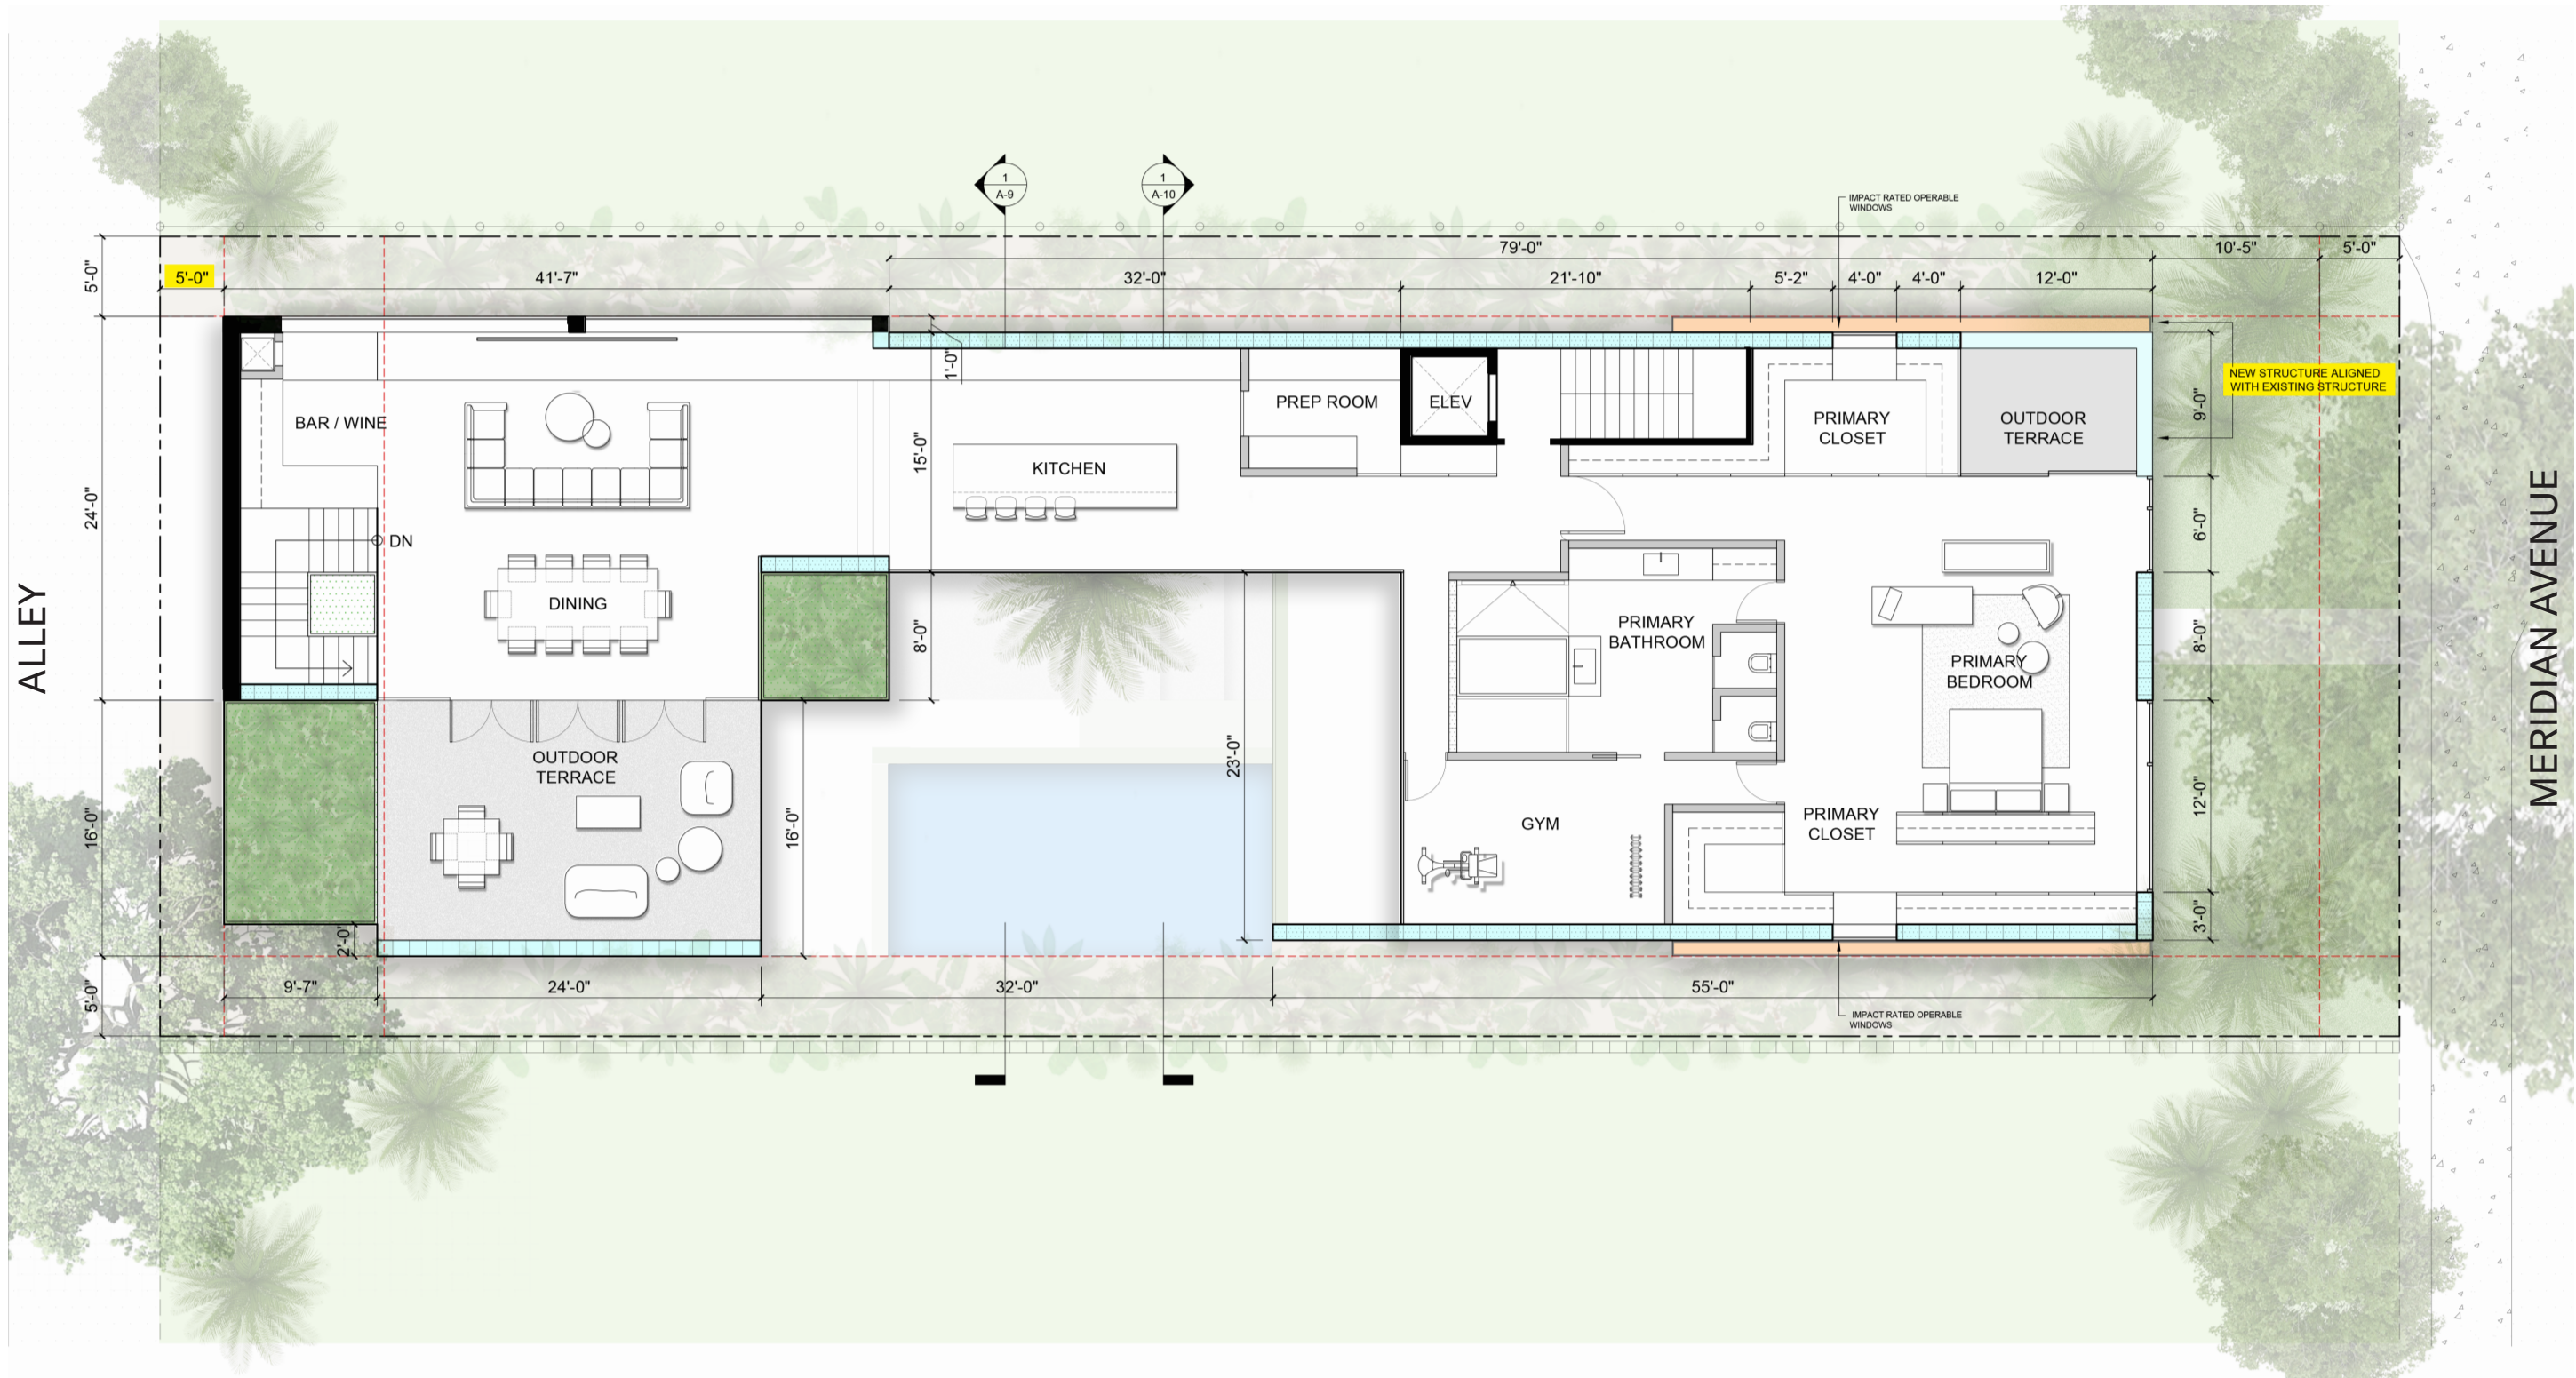 1
A-9
1
A-10
IMPACT RATED OPERABLE
WINDOWS
79'-0"
10'-5"
5'-0"
5'-0"
5'-0"
41'-7"
32'-0"
21'-10"
5'-2"
4'-0"
4'-0"
12'-0"
1'-0"
NEW STRUCTURE ALIGNED
WITH EXISTING STRUCTURE
BAR / WINE
PREP ROOM
ELEV
PRIMARY
CLOSET
OUTDOOR
TERRACE
9'-0"
15'-0"
KITCHEN
24'-0"
DN
6'-0"
ALLEY
DINING
8'-0"
PRIMARY
BATHROOM
8'-0"
PRIMARY
BEDROOM
MERIDIAN AVENUE
OUTDOOR
TERRACE
23'-0"
16'-0"
16'-0"
GYM
PRIMARY
CLOSET
12'-0"
3'-0"
2'-0"
5'-0"
9'-7"
24'-0"
32'-0"
55'-0"
IMPACT RATED OPERABLE
WINDOWS